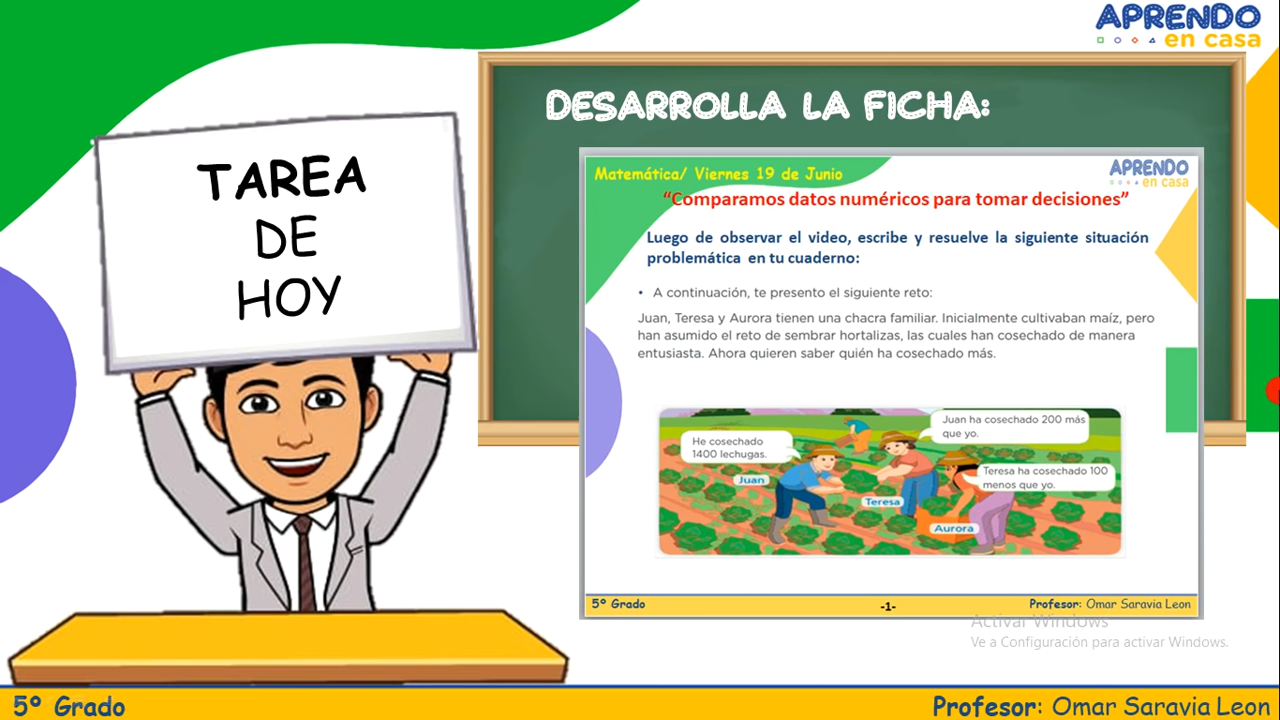 APRENDO
en casa
DESARROLLA LA FICHA:
TAREA
DE
HOY
Matemática/ Viernes 19 de Junio
APRENDO
en casa
“Comparamos datos numéricos para tomar decisiones”
Luego de observar el video, escribe y resuelve la siguiente situación
problemática en tu cuaderno:
• A continuación, te presento el siguiente reto:
Juan, Teresa y Aurora tienen una chacra familiar. Inicialmente cultivaban maíz, pero
han asumido el reto de sembrar hortalizas, las cuales han cosechado de manera
entusiasta. Ahora quieren saber quién ha cosechado más.
Juan ha cosechado 200 más
que yo.
He cosechado
1400 lechugas.
Teresa ha cosechado 100
menos que yo.
Juan
Teresa
Aurora
5º Grado
-1-
Profesor: Omar Saravia Leon
Activar Windows
Ve a Configuración para activar Windows.
5º Grado
Profesor: Omar Saravia Leon